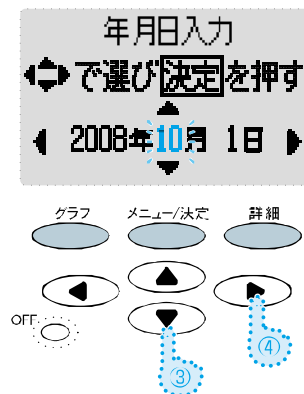 年月日入力
で選び決定を押す
2008年10月 1日
グラフ メニュー/決定 詳細
OFF
④
③